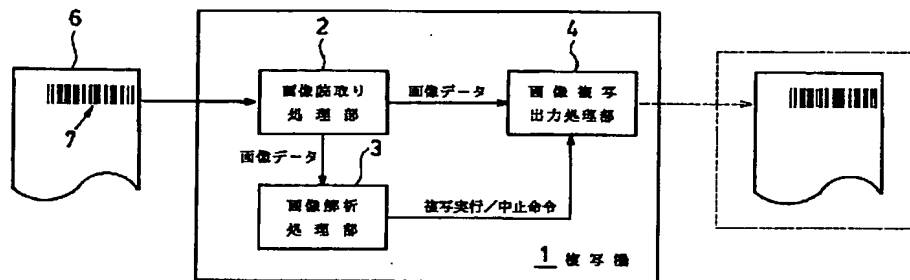 6
7
2
画像読取り
処理部
画像データ
4
画像複写
出力処理部
画像データ
3
画像解析
処理部
複写実行/中止命令
1 複写機